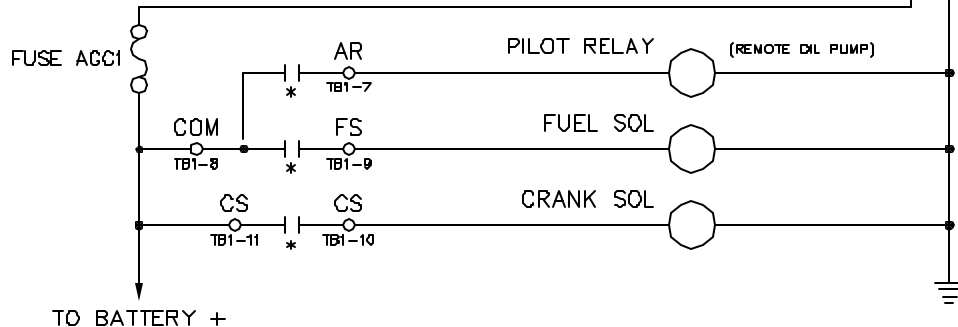 FUSE ACC1
AR
TB1-7
*
PILOT RELAY
(REMOTE OIL PUMP)
COM
TB1-8
FS
TB1-9
*
FUEL SOL
CS
TB1-11
CS
TB1-10
*
CRANK SOL
TO BATTERY +